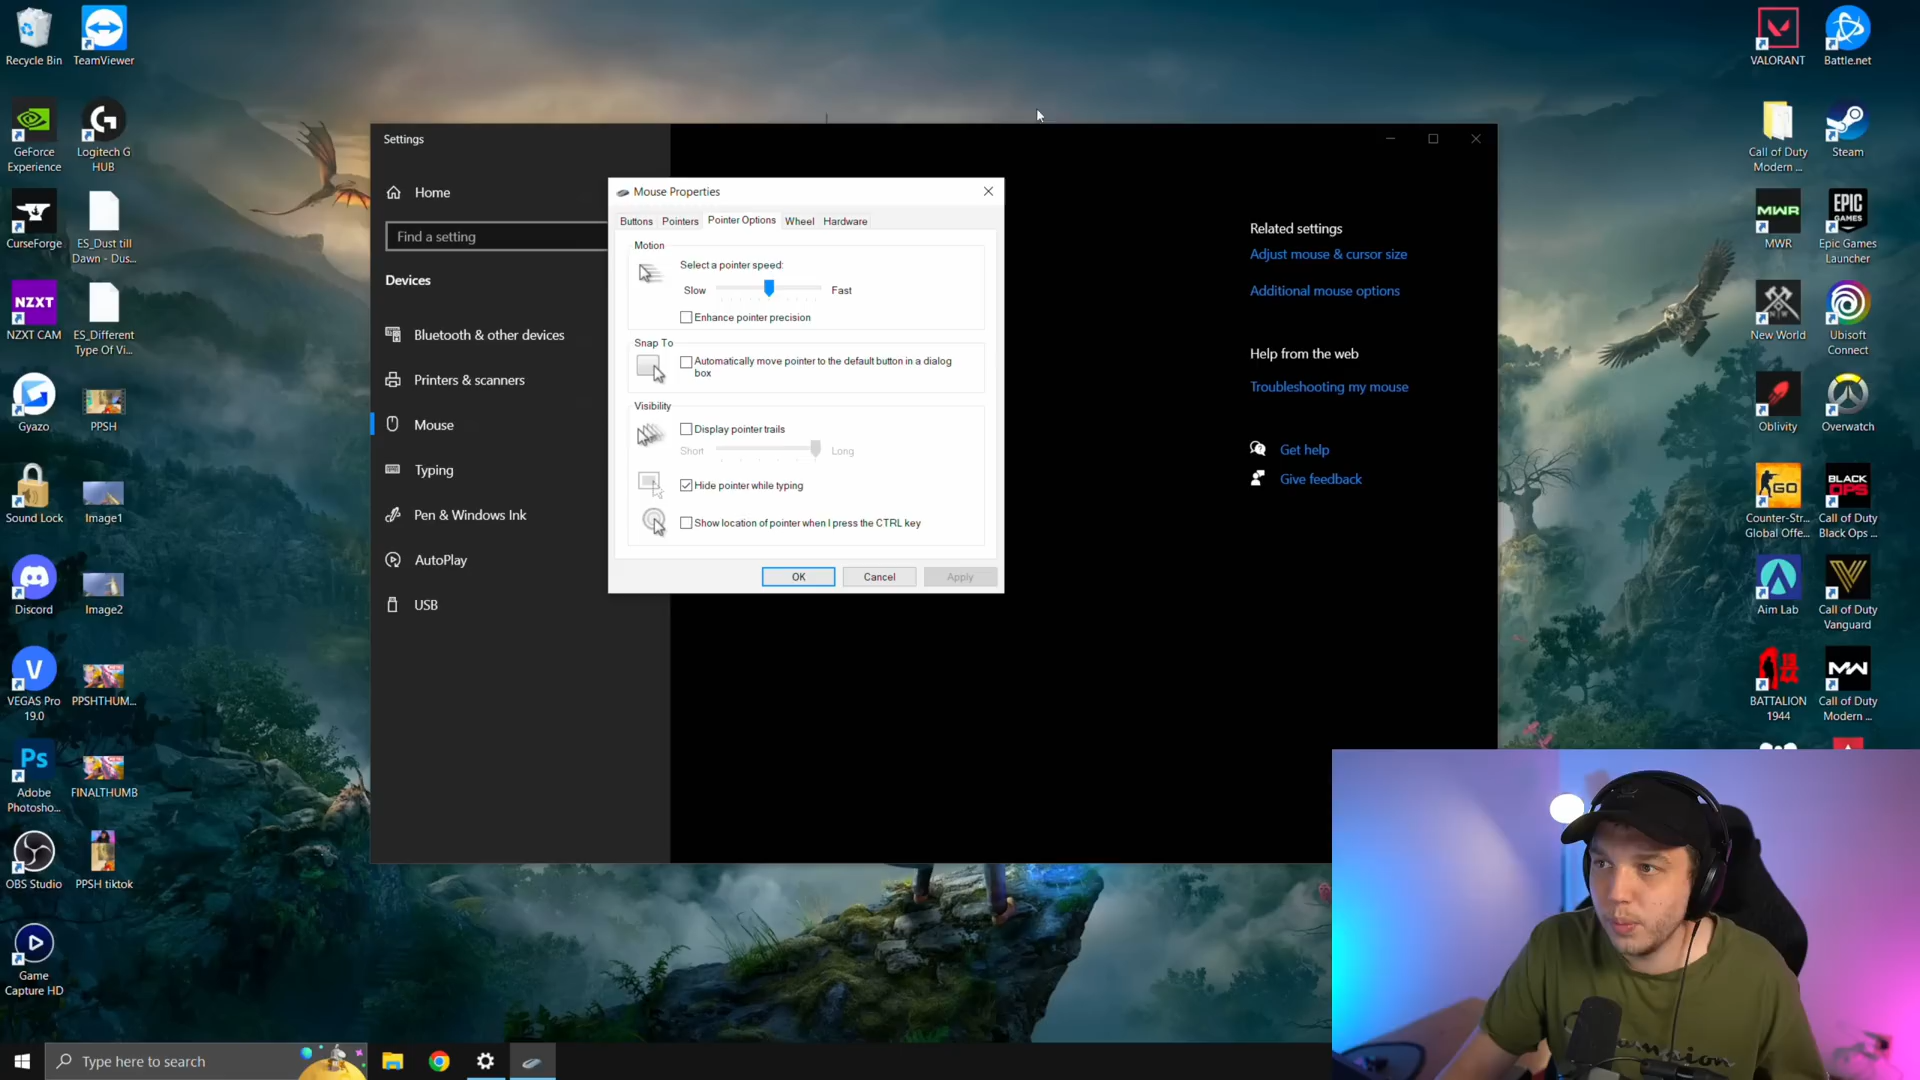 Recycle Bin
TeamViewer
GeForce
Experience
Logitech G
HUB
CurseForge
ES_Dust till
Dawn - Dus...
NZXT
NZXT CAM
ES_Different
Type Of Vi...
Gyazo
PPSH
Sound Lock
Image1
Discord
Image2
V
VEGAS Pro
19.0
PPSHTHUM...
Ps
Adobe
Photosho...
FINALTHUMB
OBS Studio
PPSH tiktok
Game
Capture HD
Settings
Home
Find a setting
Devices
Bluetooth & other devices
Printers & scanners
Mouse
Typing
Pen & Windows Ink
AutoPlay
USB
Mouse Properties
Buttons
Pointers
Pointer Options
Wheel
Hardware
Motion
Select a pointer speed:
Slow
Fast
Enhance pointer precision
Snap To
Automatically move pointer to the default button in a dialog
box
Visibility
Display pointer trails
Short
Long
Hide pointer while typing
Show location of pointer when I press the CTRL key
OK
Cancel
Apply
Related settings
Adjust mouse & cursor size
Additional mouse options
Help from the web
Troubleshooting my mouse
Get help
Give feedback
VALORANT
Battle.net
Call of Duty
Modern ...
Steam
MWR
MWR
EPIC
GAMES
Epic Games
Launcher
New World
Ubisoft
Connect
Oblivity
Overwatch
GO
Counter-Str...
Global Offe...
BLACK
OPS
Call of Duty
Black Ops ...
Aim Lab
Call of Duty
Vanguard
BATTALION
1944
Call of Duty
Modern ...
Type here to search
Champion